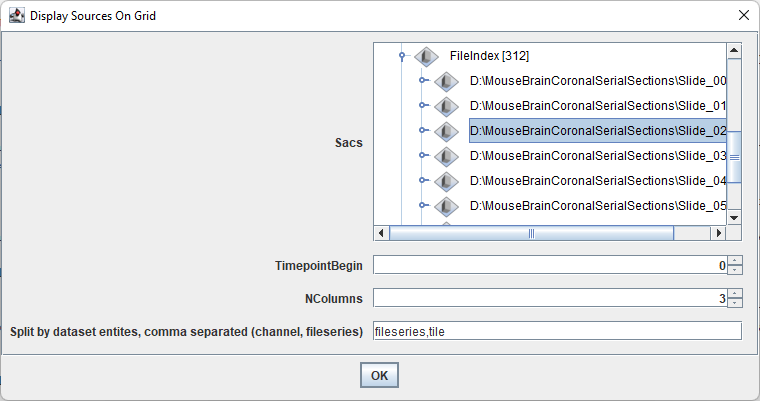 Display Sources On Grid
FileIndex [312]
D:\MouseBrainCoronalSerialSections\Slide_00
D:\MouseBrainCoronalSerialSections\Slide_01
D:\MouseBrainCoronalSerialSections\Slide_02
D:\MouseBrainCoronalSerialSections\Slide_03
D:\MouseBrainCoronalSerialSections\Slide_04
D:\MouseBrainCoronalSerialSections\Slide_05
Sacs
TimepointBegin 0
NColumns 3
Split by dataset entites, comma separated (channel, fileseries) fileseries,tile
OK